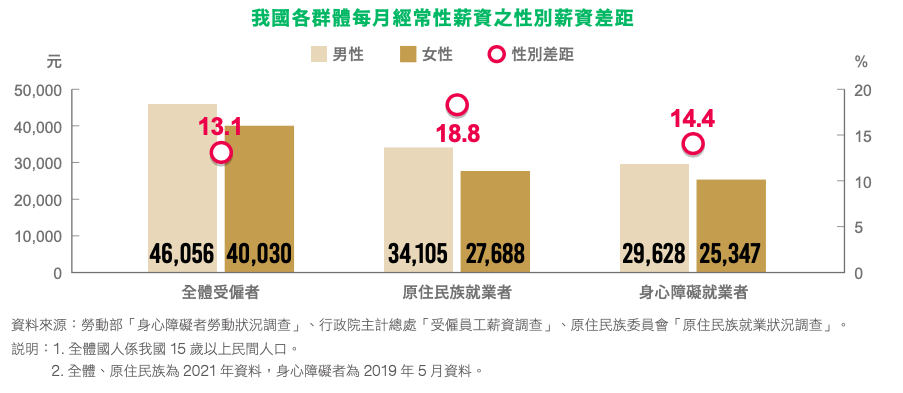 我國各群體每月經常性薪資之性別薪資差距
男性 女性 性別差距
元 %
50,000 20
40,000 15
30,000 10
20,000 5
10,000 0
0
13.1 18.8 14.4
46,056 40,030 34,105 27,688 29,628 25,347
全體受僱者 原住民族就業者 身心障礙就業者
資料來源：勞動部「身心障礙者勞動狀況調查」、行政院主計總處「受僱員工薪資調查」、原住民族委員會「原住民族就業狀況調查」。
說明：1. 全體國人係我國 15 歲以上民間人口。
2. 全體、原住民族為 2021 年資料，身心障礙者為 2019 年 5 月資料。